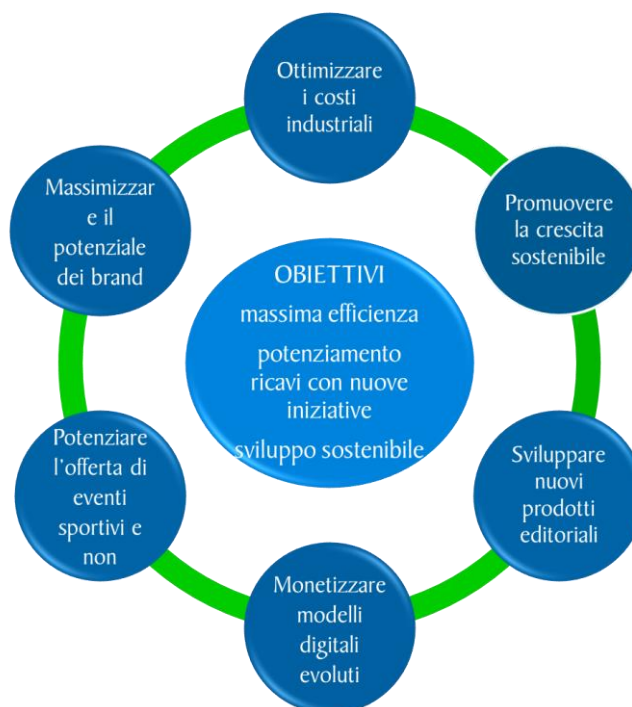 Ottimizzare
i costi
industriali
Promuovere
la crescita
sostenibile
Sviluppare
nuovi
prodotti
editoriali
Monetizzare
modelli
digitali
evoluti
Potenziare
l'offerta di
eventi
sportivi e
non
Massimizzar
e il
potenziale
dei brand
OBIETTIVI
massima efficienza
potenziamento
ricavi con nuove
iniziative
sviluppo sostenibile